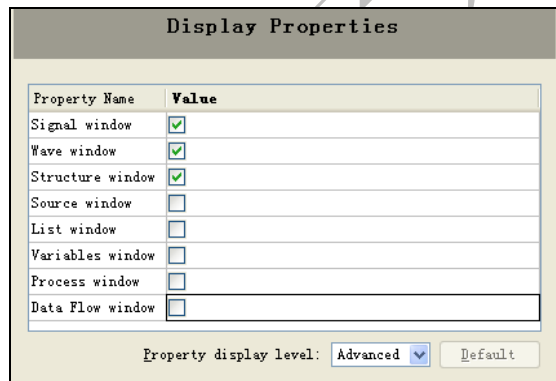 Display Properties
Property Name Value
Signal window
Wave window
Structure window
Source window
List window
Variables window
Process window
Data Flow window
Property display level: Advanced Default